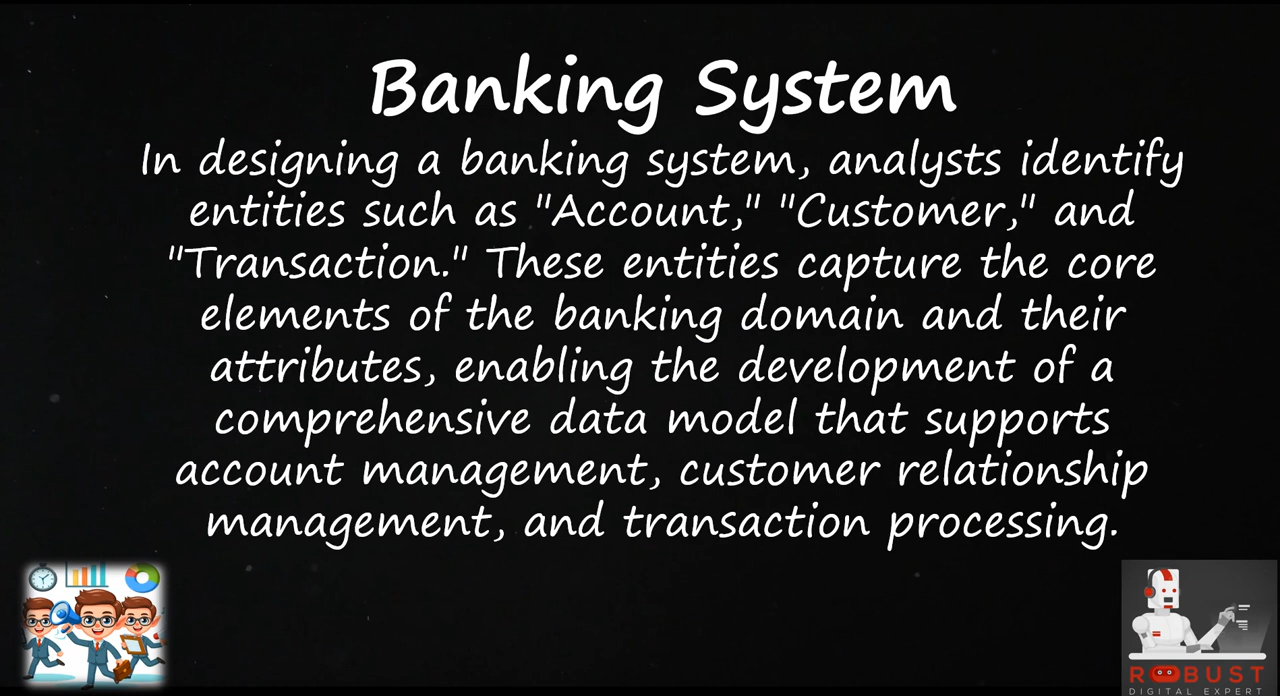 Banking System
In designing a banking system, analysts identify
entities such as "Account," "Customer," and
"Transaction." These entities capture the core
elements of the banking domain and their
attributes, enabling the development of a
comprehensive data model that supports
account management, customer relationship
management, and transaction processing.
ROBUST
DIGITAL EXPERT